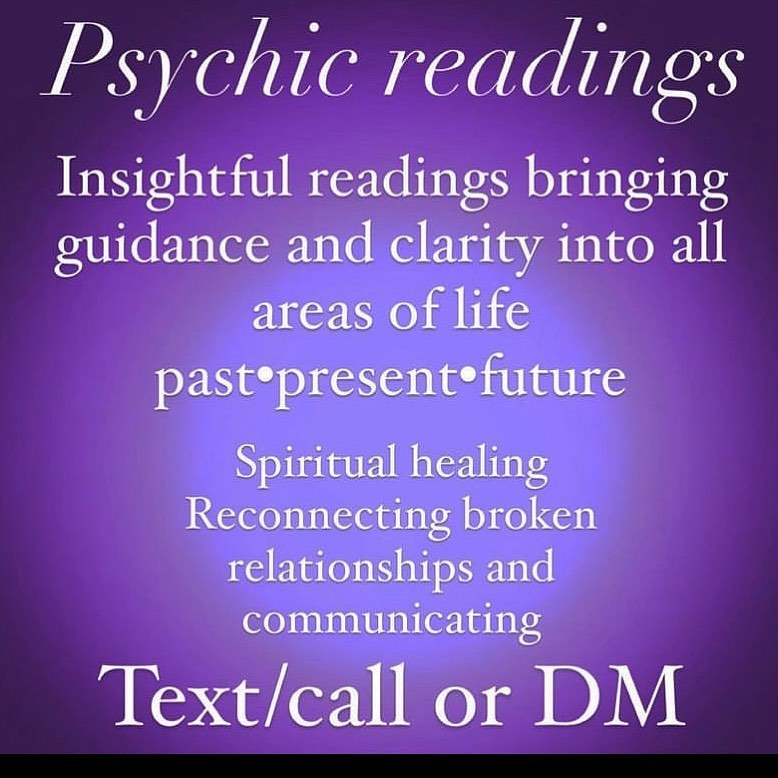 Psychic readings
Insightful readings bringing
guidance and clarity into all
areas of life
past•present•future
Spiritual healing
Reconnecting broken
relationships and
communicating
Text/call or DM